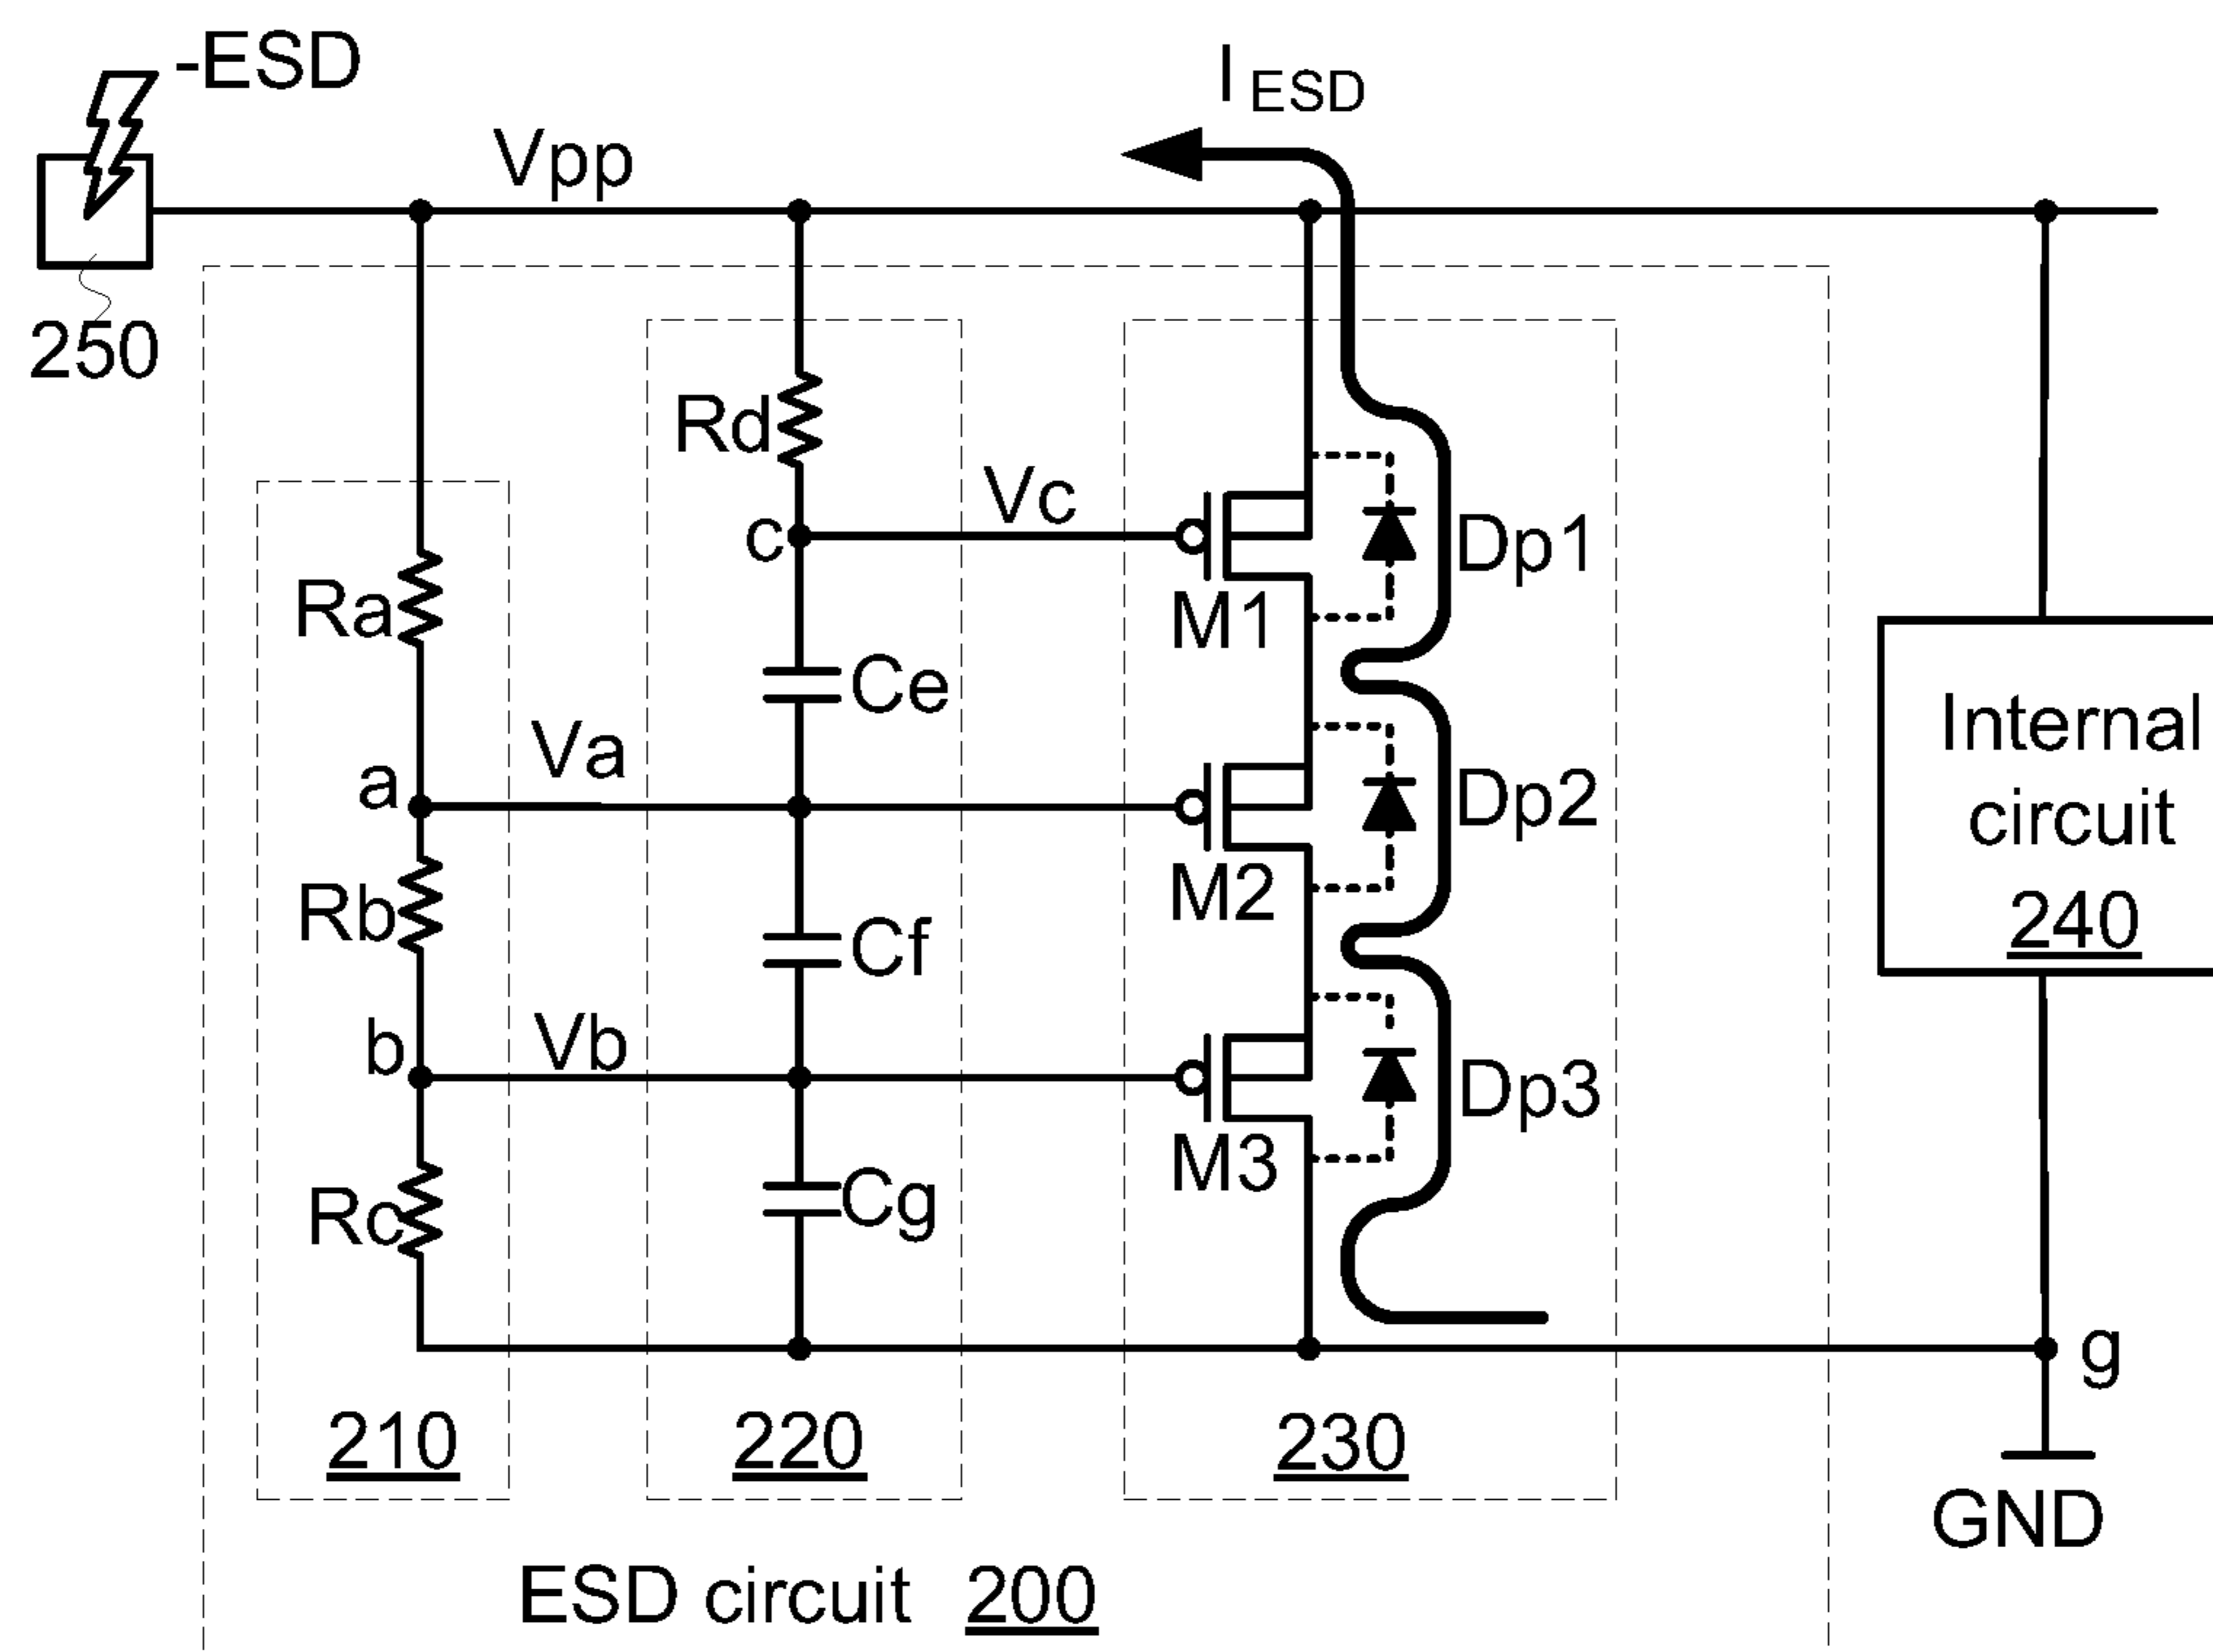 -ESD
I ESD
Vpp
250
Rd
Vc
c
Dp1
Ra
M1
Ce
Va
a
Dp2
Internal
circuit
240
Rb
M2
Cf
Vb
b
Dp3
M3
Rc
Cg
g
210
220
230
GND
ESD circuit 200